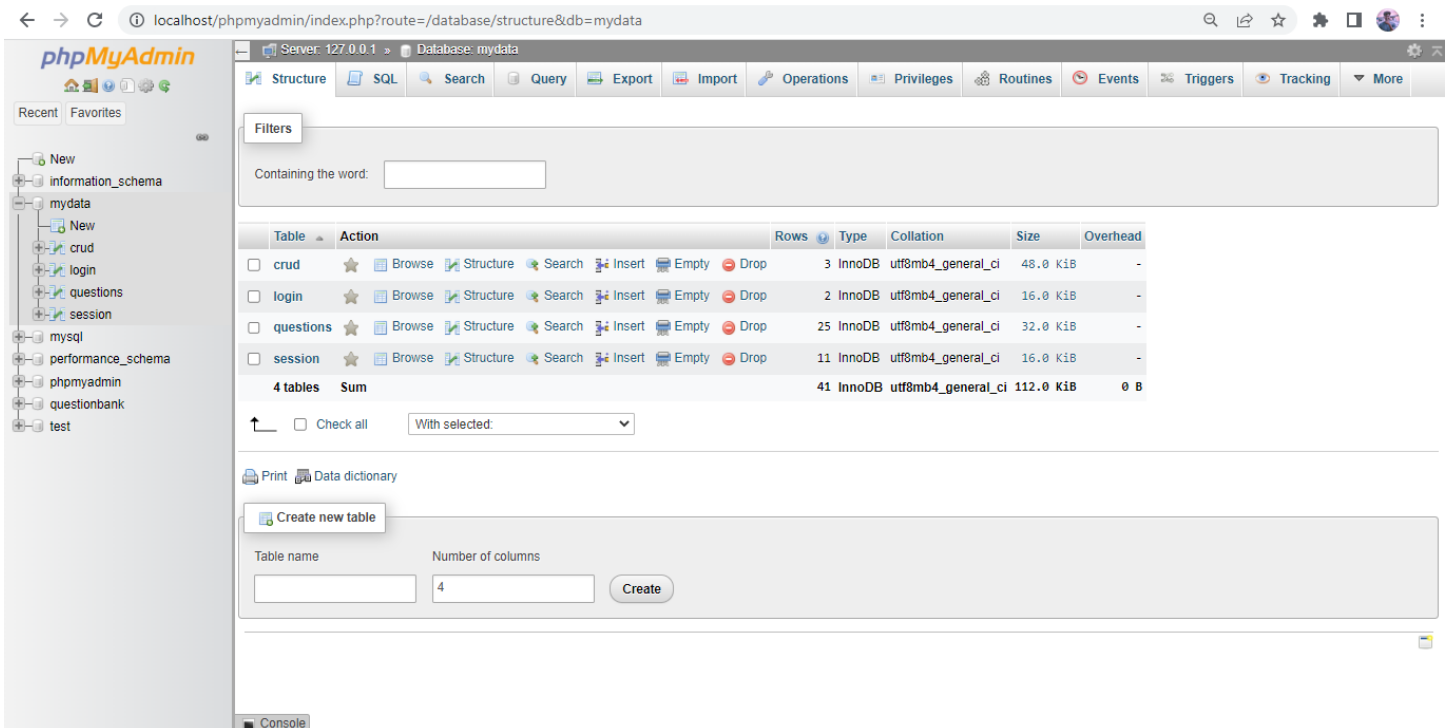 localhost/phpmyadmin/index.php?route=/database/structure&db=mydata
phpMyAdmin
Recent Favorites
New
information_schema
mydata
New
crud
login
questions
session
mysql
performance_schema
phpmyadmin
questionbank
test
Server: 127.0.0.1 » Database: mydata
Structure SQL Search Query Export Import Operations Privileges Routines Events Triggers Tracking More
Filters
Containing the word:
Table Action Rows Type Collation Size Overhead
crud Browse Structure Search Insert Empty Drop 3 InnoDB utf8mb4_general_ci 48.0 KiB -
login Browse Structure Search Insert Empty Drop 2 InnoDB utf8mb4_general_ci 16.0 KiB -
questions Browse Structure Search Insert Empty Drop 25 InnoDB utf8mb4_general_ci 32.0 KiB -
session Browse Structure Search Insert Empty Drop 11 InnoDB utf8mb4_general_ci 16.0 KiB -
4 tables Sum 41 InnoDB utf8mb4_general_ci 112.0 KiB 0 B
Check all With selected:
Print Data dictionary
Create new table
Table name Number of columns
4 Create
Console